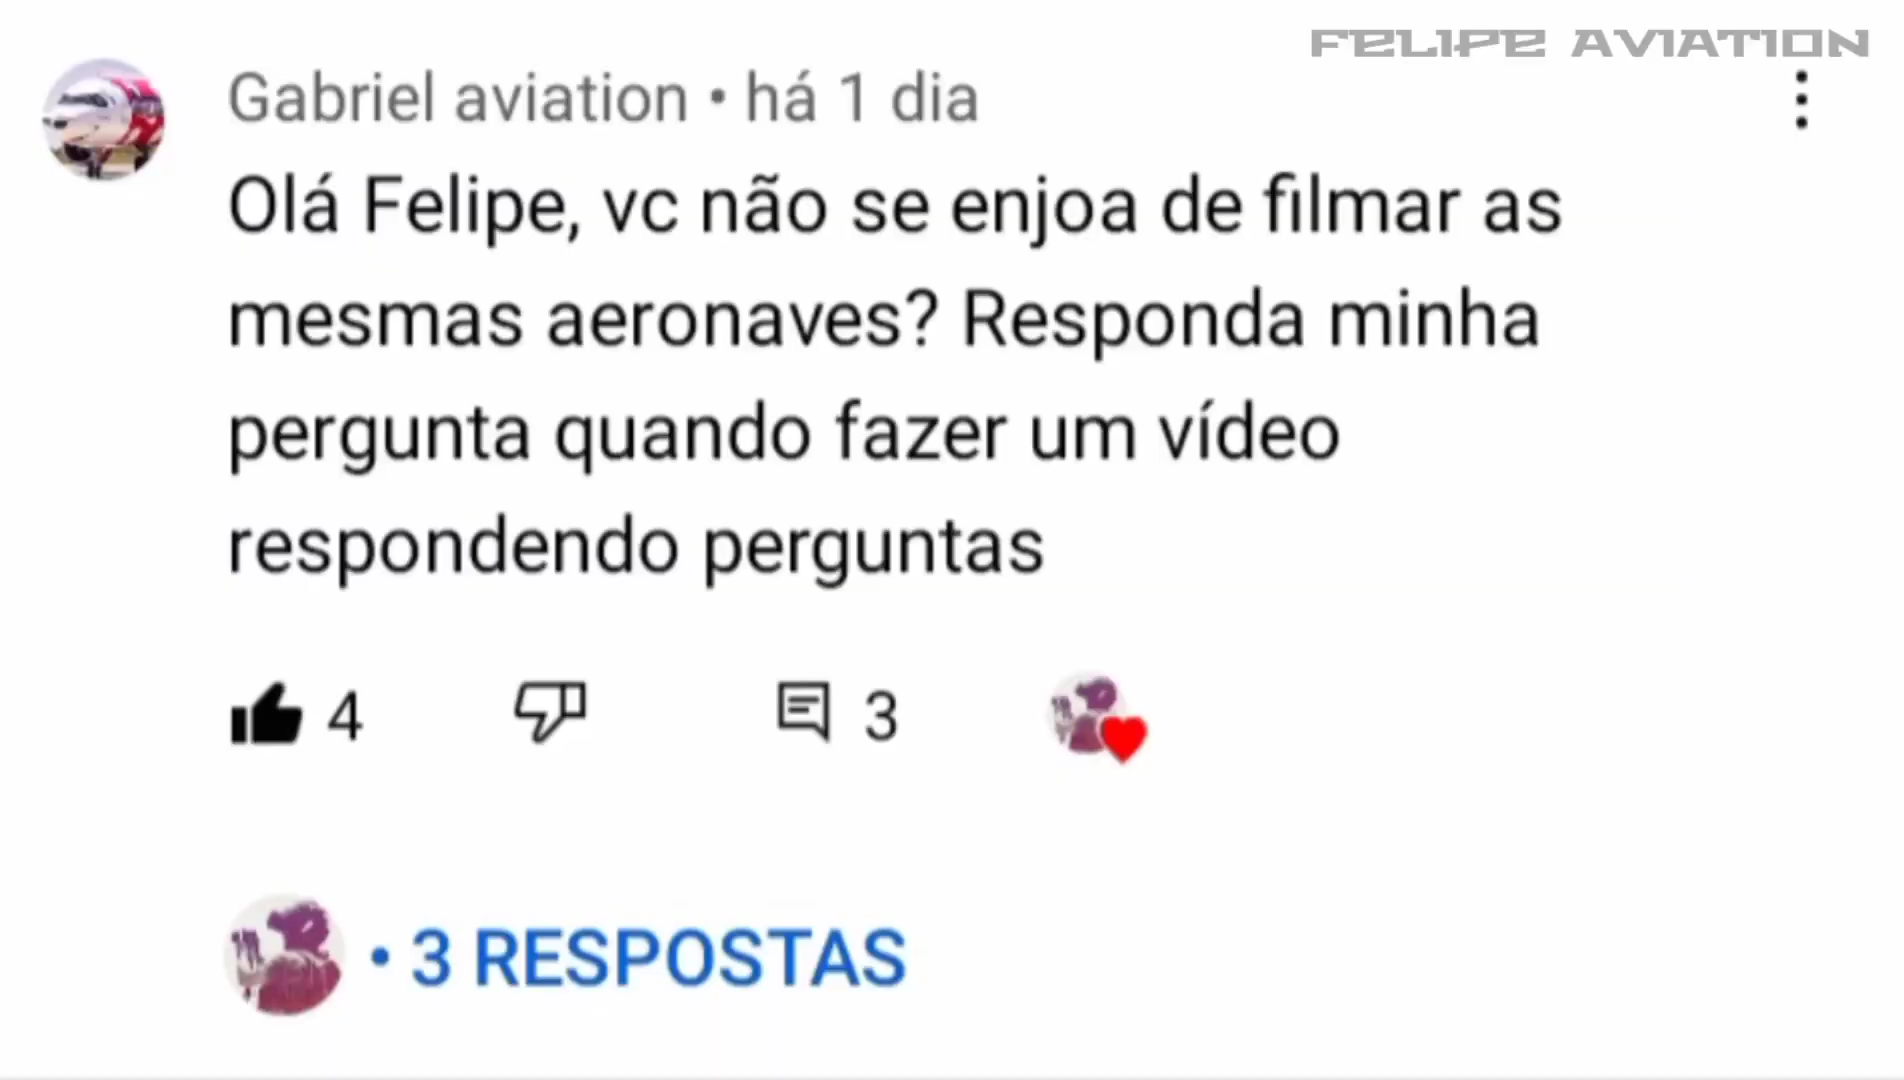 FELIPE AVIATION
Gabriel aviation • há 1 dia
Olá Felipe, vc não se enjoa de filmar as
mesmas aeronaves? Responda minha
pergunta quando fazer um vídeo
respondendo perguntas
4 3
• 3 RESPOSTAS